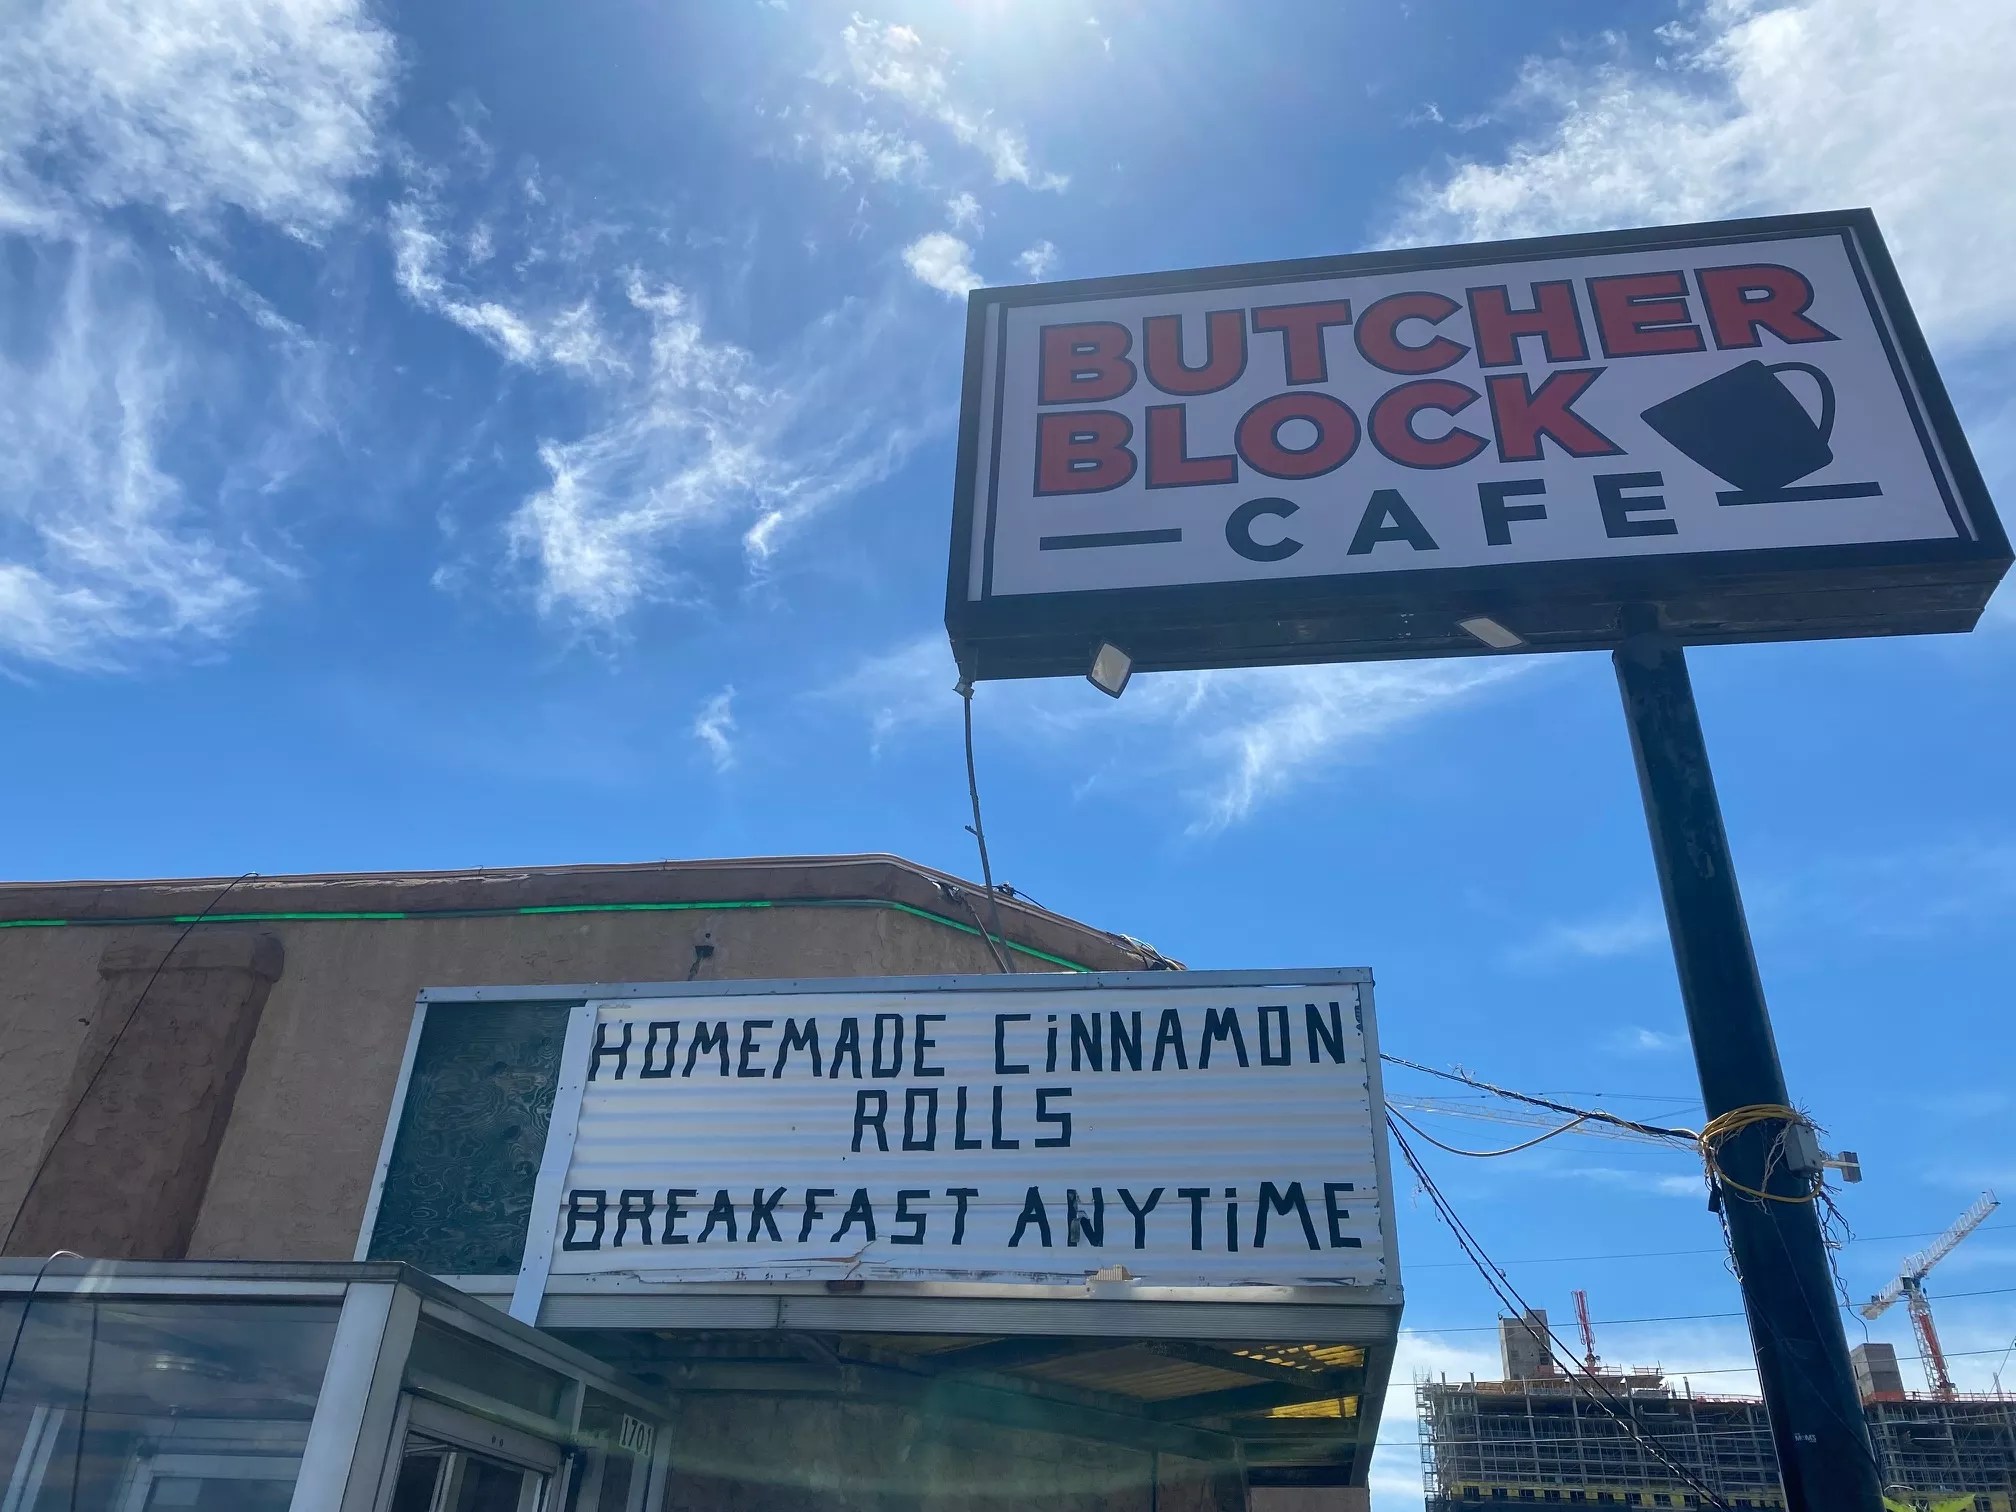 BUTCHER
BLOCK
CAFE
HOMEMADE CiNNAMON
ROLLS
BREAKFAST ANYTiME
1701